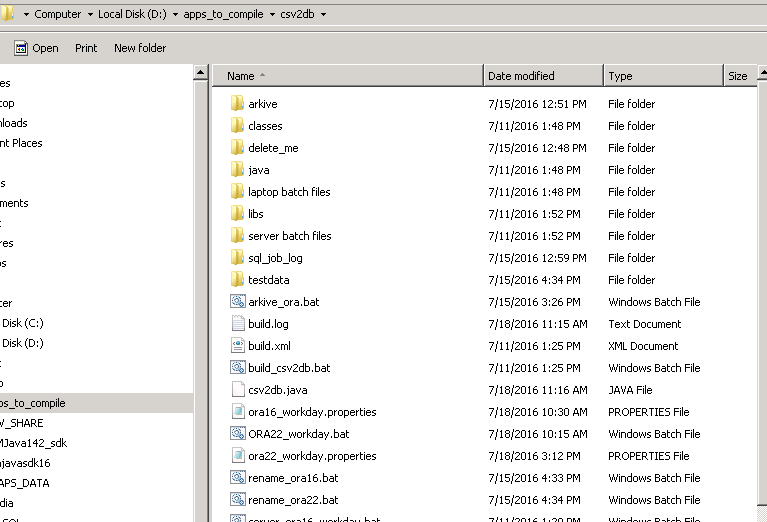 Computer Local Disk (D:) apps_to_compile csv2db
Open Print New folder
Name Date modified Type Size
es
op
nloads
nt Places
s
ments
res
os
ter
Disk (C:)
Disk (D:)
ps_to_compile
W_SHARE
MJava142_sdk
njavasdk16
APS_DATA
dia
arkive 7/15/2016 12:51 PM File folder
classes 7/11/2016 1:48 PM File folder
delete_me 7/15/2016 12:48 PM File folder
java 7/11/2016 1:48 PM File folder
laptop batch files 7/11/2016 1:48 PM File folder
libs 7/11/2016 1:52 PM File folder
server batch files 7/11/2016 1:52 PM File folder
sql_job_log 7/15/2016 12:59 PM File folder
testdata 7/15/2016 4:34 PM File folder
arkive_ora.bat 7/15/2016 3:26 PM Windows Batch File
build.log 7/18/2016 11:15 AM Text Document
build.xml 7/11/2016 1:25 PM XML Document
build_csv2db.bat 7/11/2016 1:25 PM Windows Batch File
csv2db.java 7/18/2016 11:16 AM JAVA File
ora16_workday.properties 7/18/2016 10:30 AM PROPERTIES File
ORA22_workday.bat 7/18/2016 10:15 AM Windows Batch File
ora22_workday.properties 7/18/2016 3:12 PM PROPERTIES File
rename_ora16.bat 7/15/2016 4:33 PM Windows Batch File
rename_ora22.bat 7/15/2016 4:34 PM Windows Batch File
server_ora16_workday.bat 7/11/2016 1:29 PM Windows Batch File